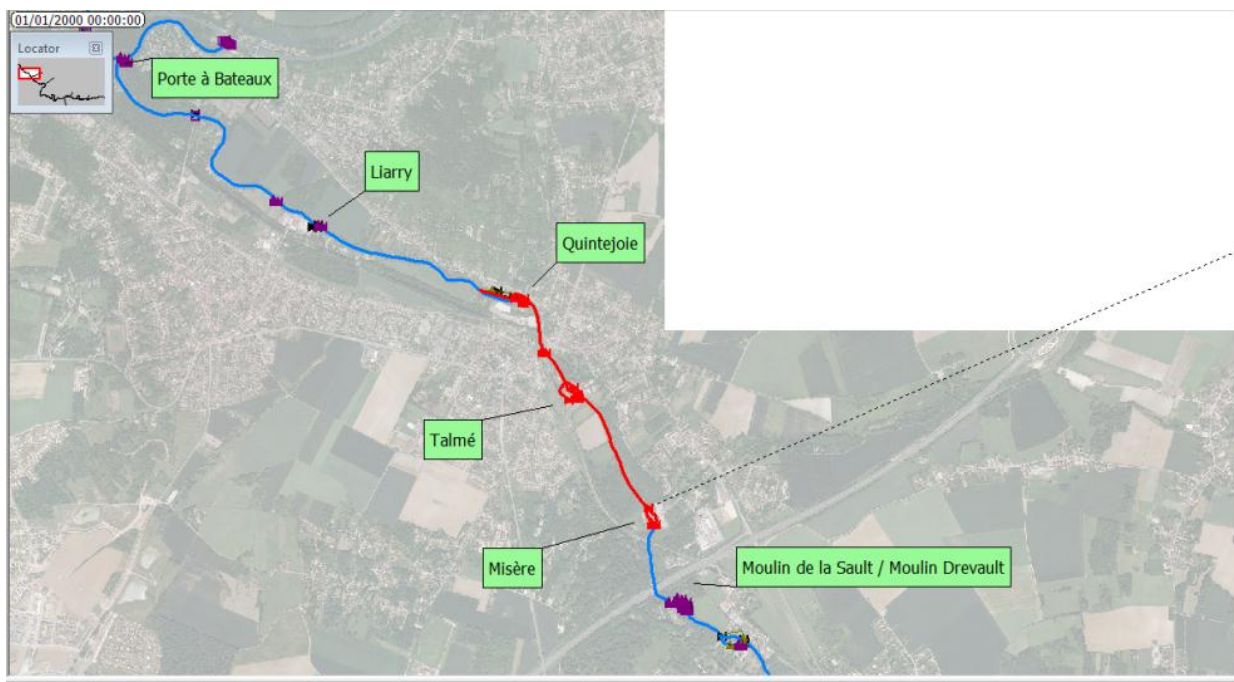 01/01/2000 00:00:00
Locator
Porte à Bateaux
Liarry
Quintejoie
Talmé
Misère
Moulin de la Sault / Moulin Drevault